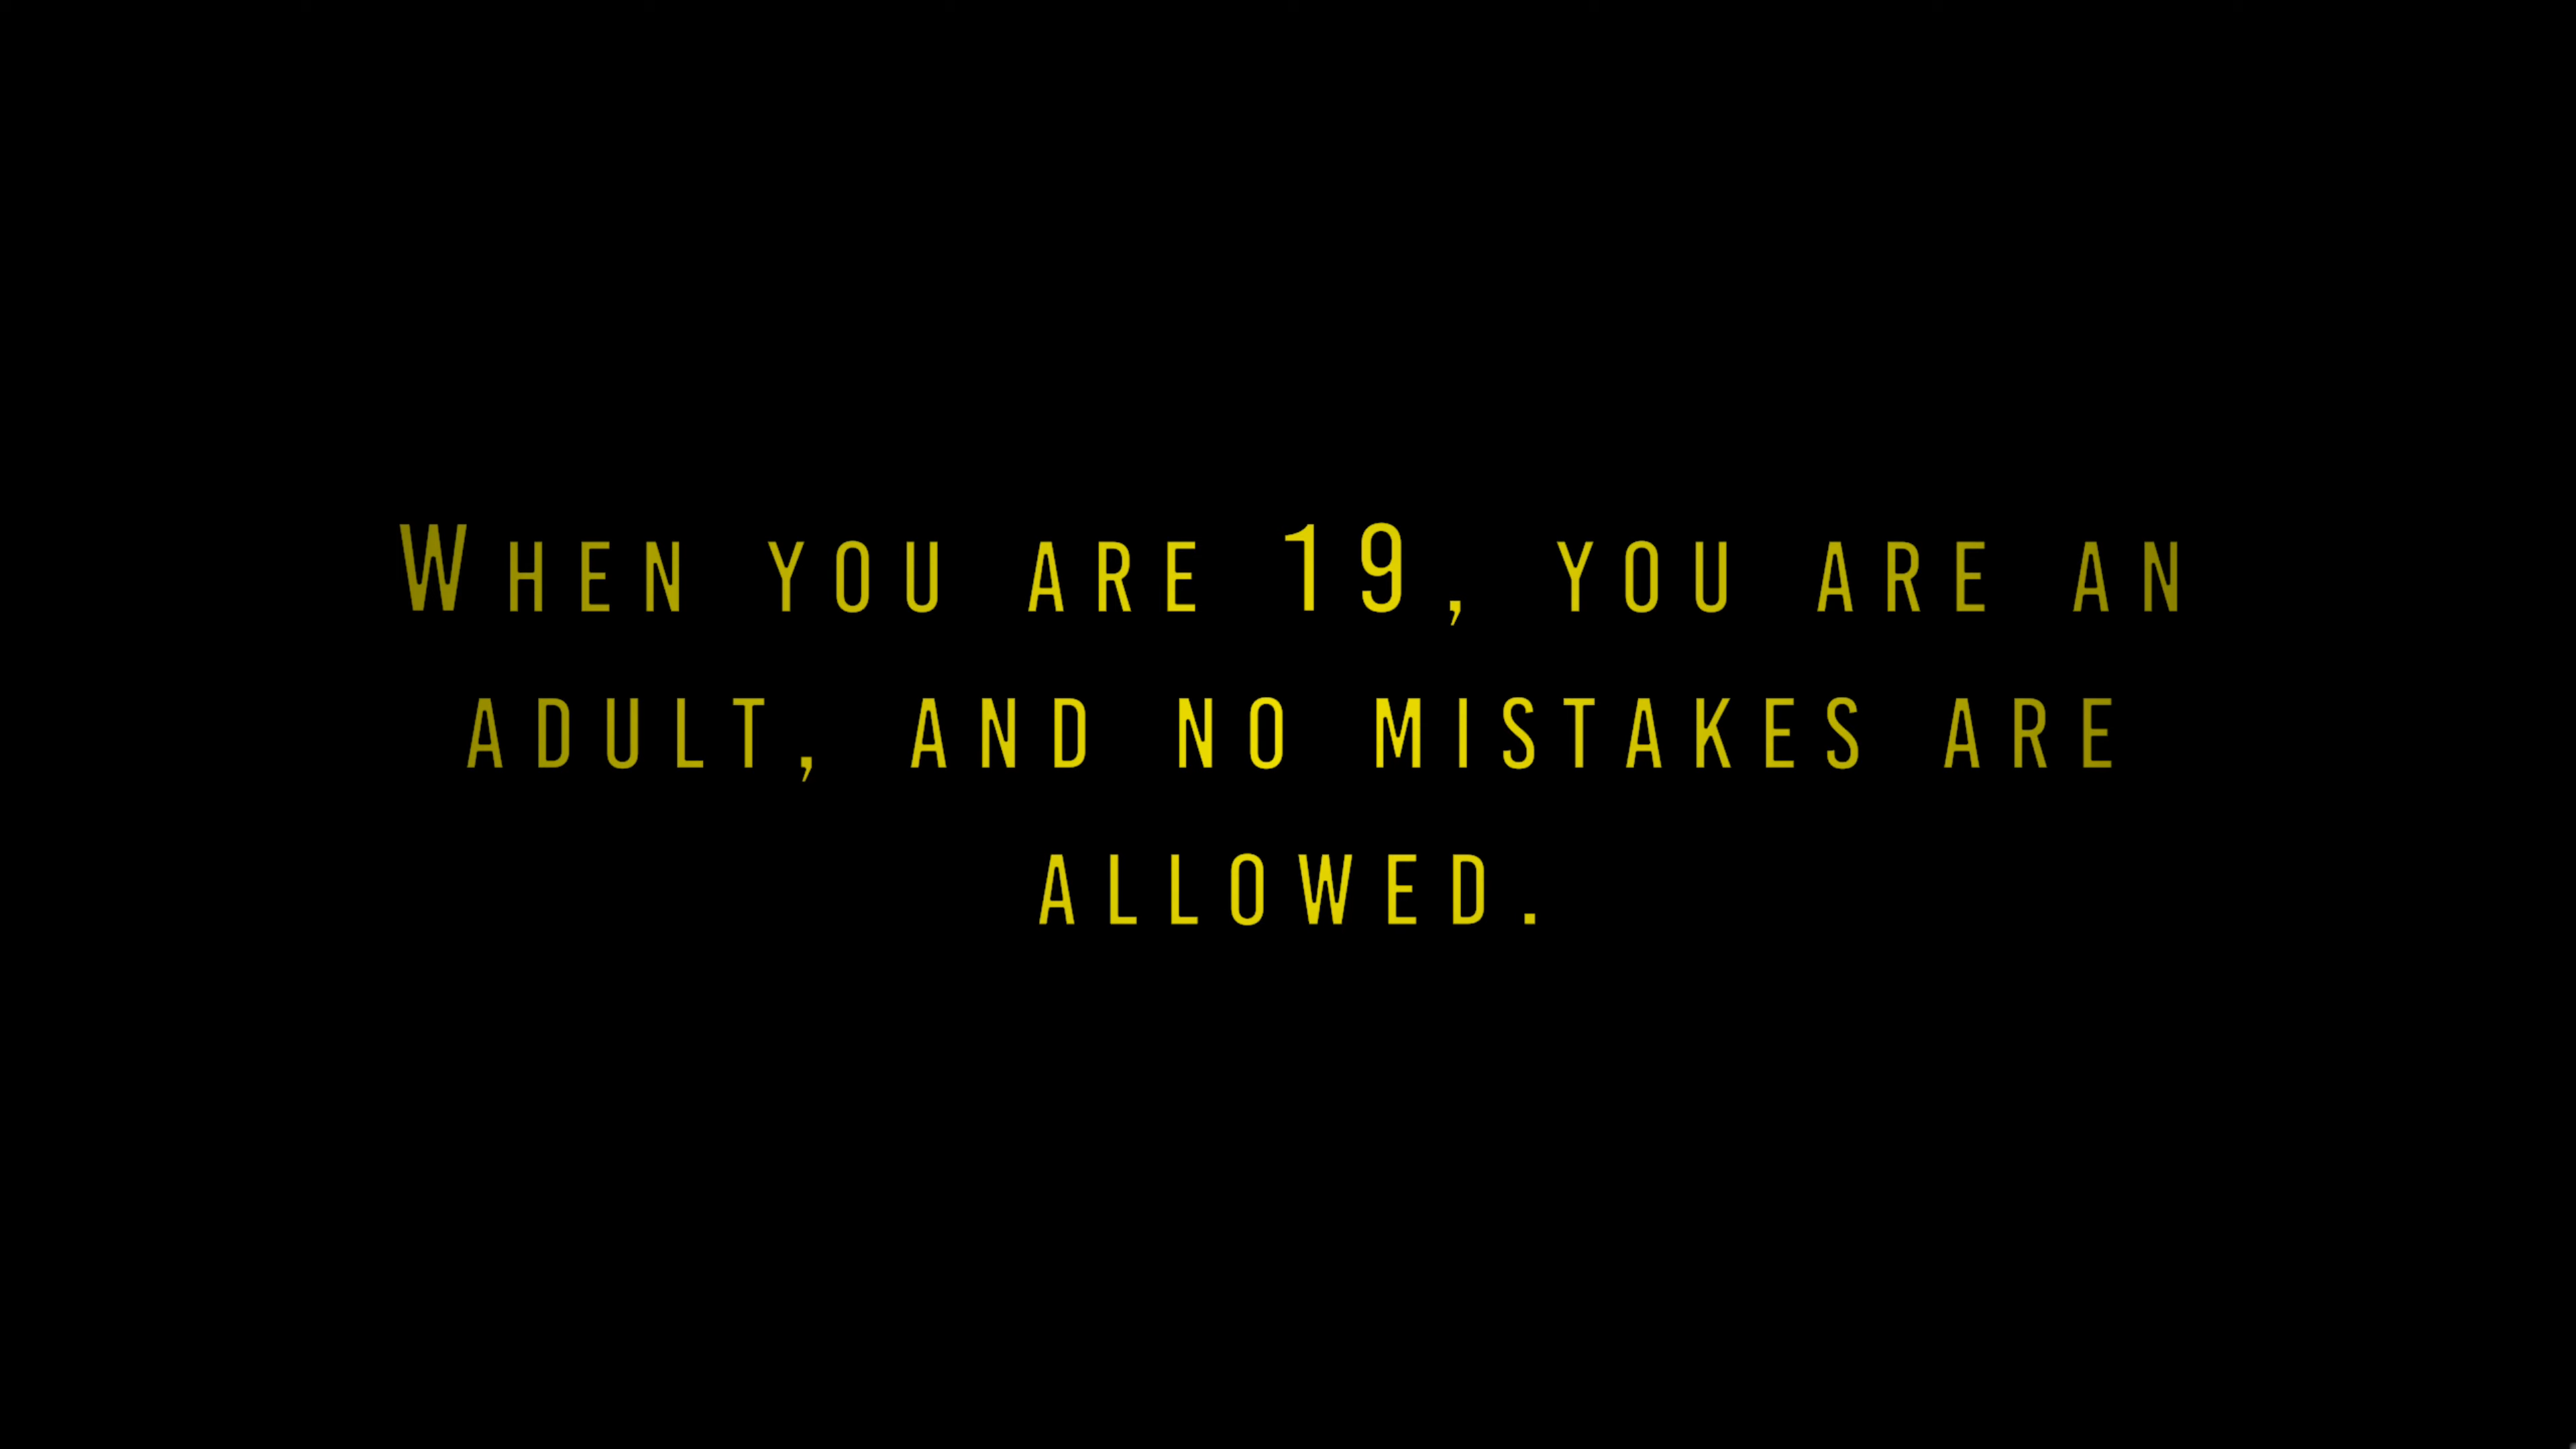 When you are 19, you are an
adult, and no mistakes are
allowed.